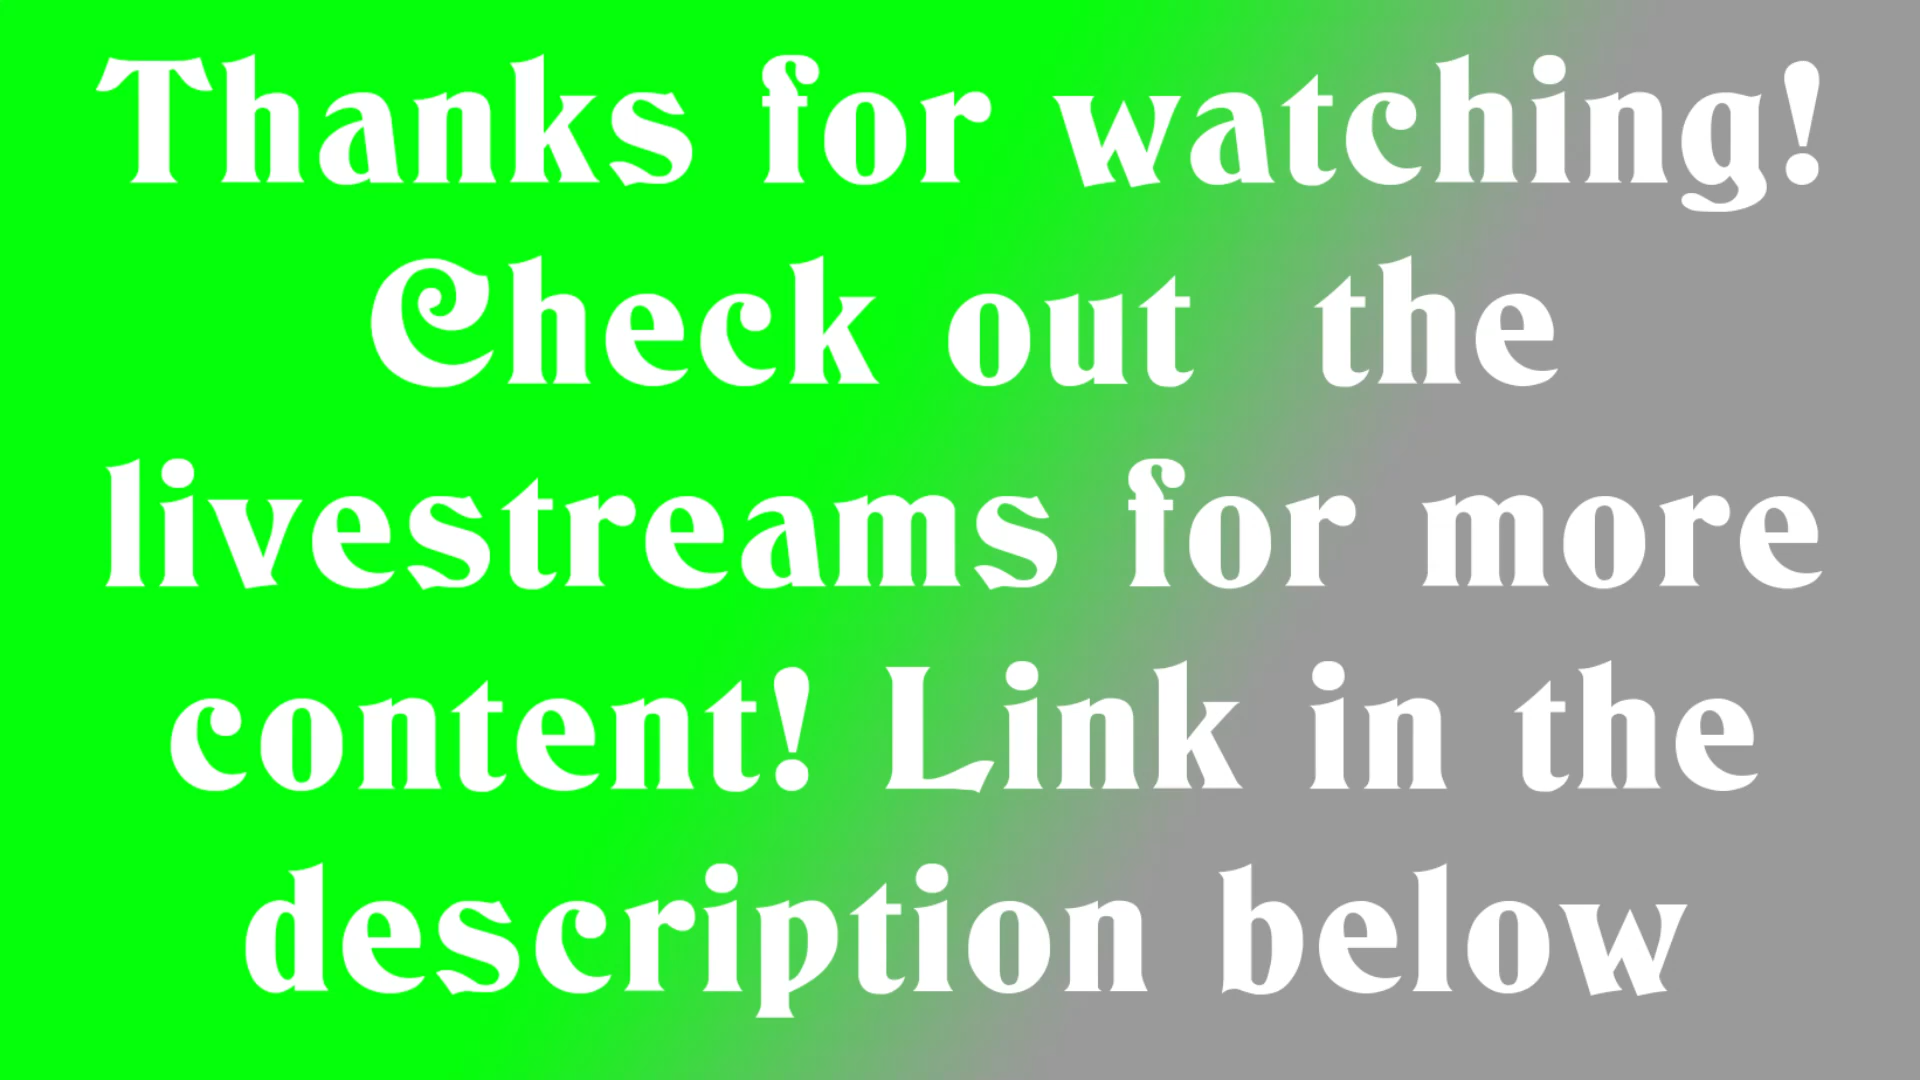 Thanks for watching!
Check out  the
livestreams for more
content! Link in the
description below